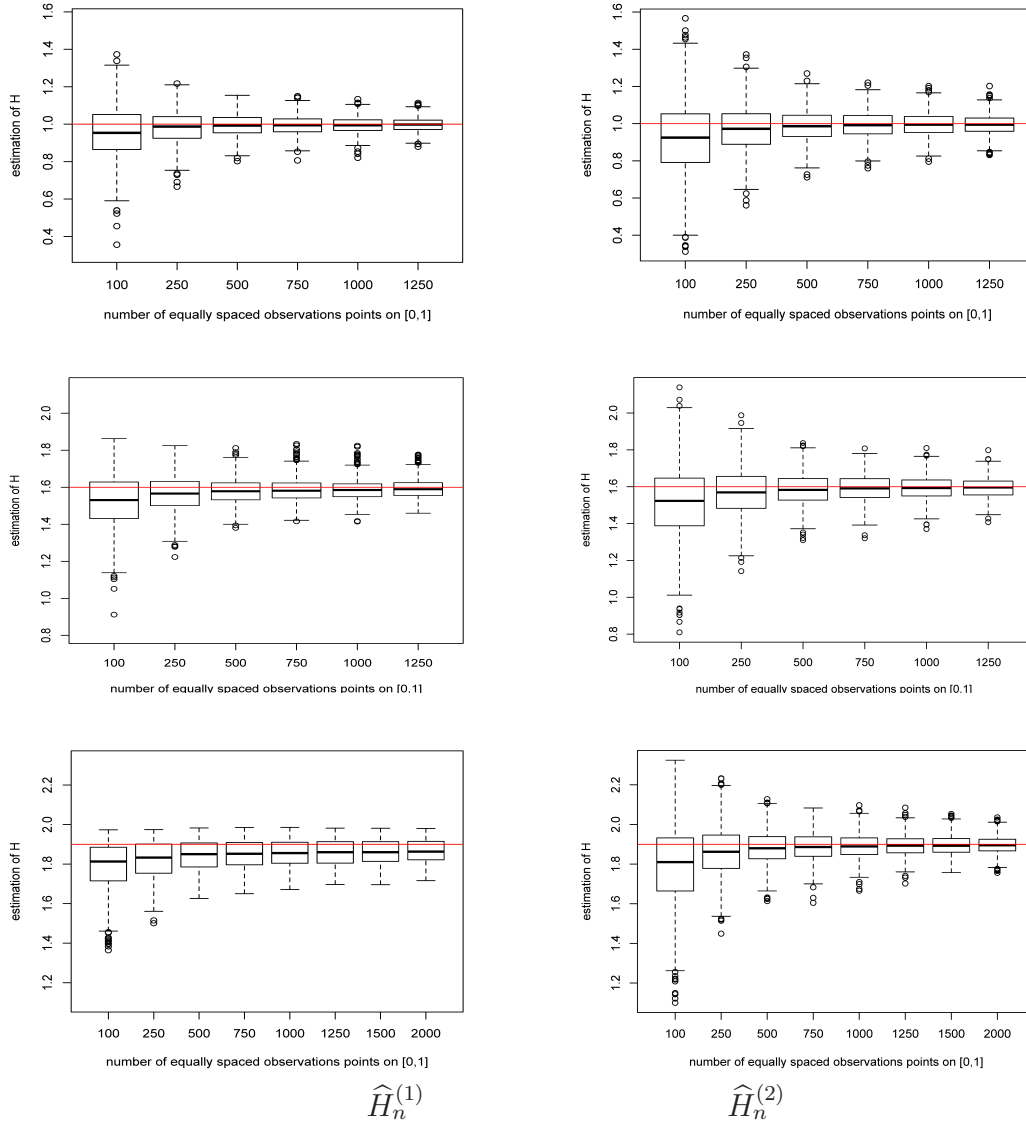 estimation of H
1.6
1.4
1.2
1.0
0.8
0.6
0.4
100 250 500 750 1000 1250
number of equally spaced observations points on [0,1]
estimation of H
1.6
1.4
1.2
1.0
0.8
0.6
0.4
100 250 500 750 1000 1250
number of equally spaced observations points on [0,1]
estimation of H
2.0
1.8
1.6
1.4
1.2
1.0
0.8
100 250 500 750 1000 1250
number of equally spaced observations points on [0,1]
estimation of H
2.0
1.8
1.6
1.4
1.2
1.0
0.8
100 250 500 750 1000 1250
number of equally spaced observations points on [0,1]
estimation of H
2.2
2.0
1.8
1.6
1.4
1.2
100 250 500 750 1000 1250 1500 2000
number of equally spaced observations points on [0,1]
estimation of H
2.2
2.0
1.8
1.6
1.4
1.2
100 250 500 750 1000 1250 1500 2000
number of equally spaced observations points on [0,1]
$\widehat{H}_n^{(1)}$
$\widehat{H}_n^{(2)}$